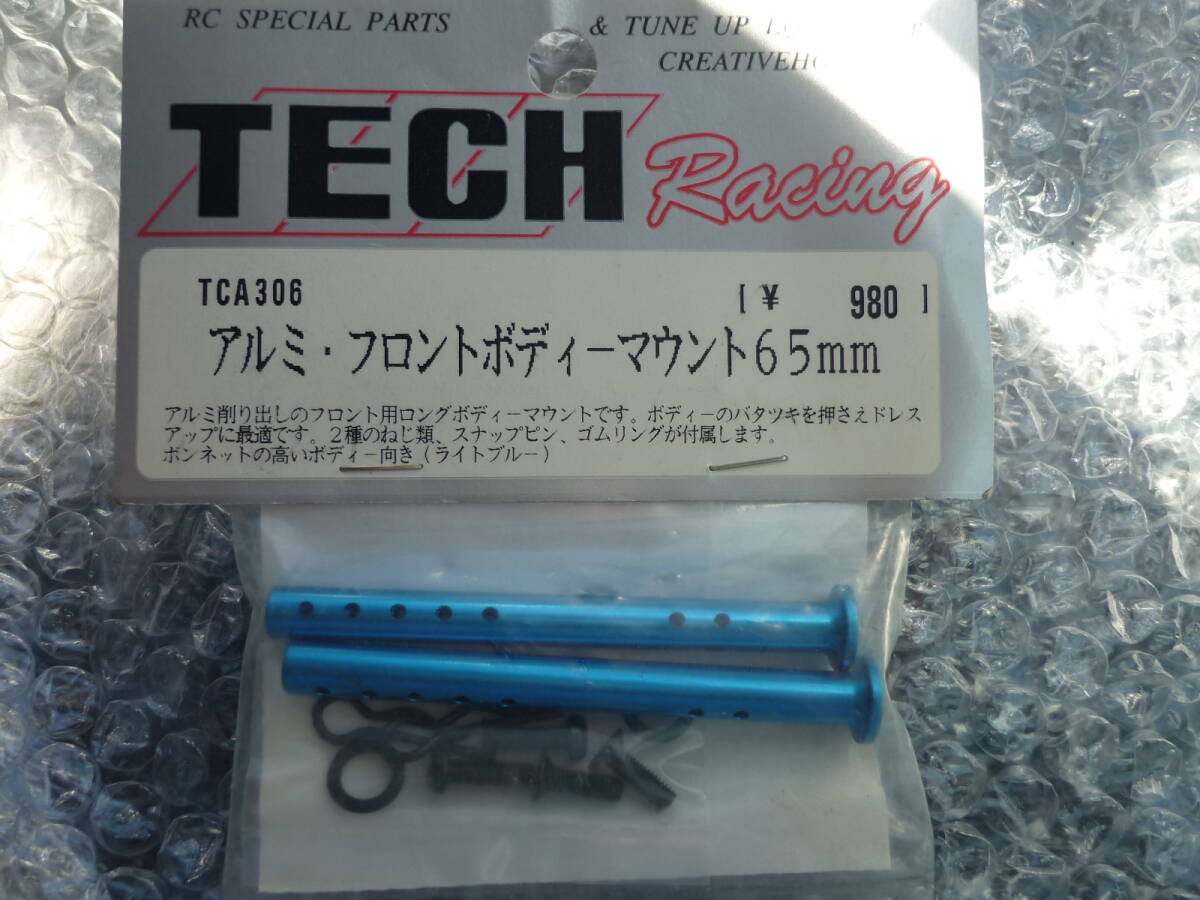 RC SPECIAL PARTS & TUNE UP
TECH Racing
TCA306 [ ¥ 980 ]
アルミ・フロントボディーマウント65mm
アルミ削り出しのフロント用ロングボディーマウントです。ボディーのバタツキを押さえドレス
アップに最適です。2種のねじ類、スナップピン、ゴムリングが付属します。
ボンネットの高いボディー向き(ライトブルー)